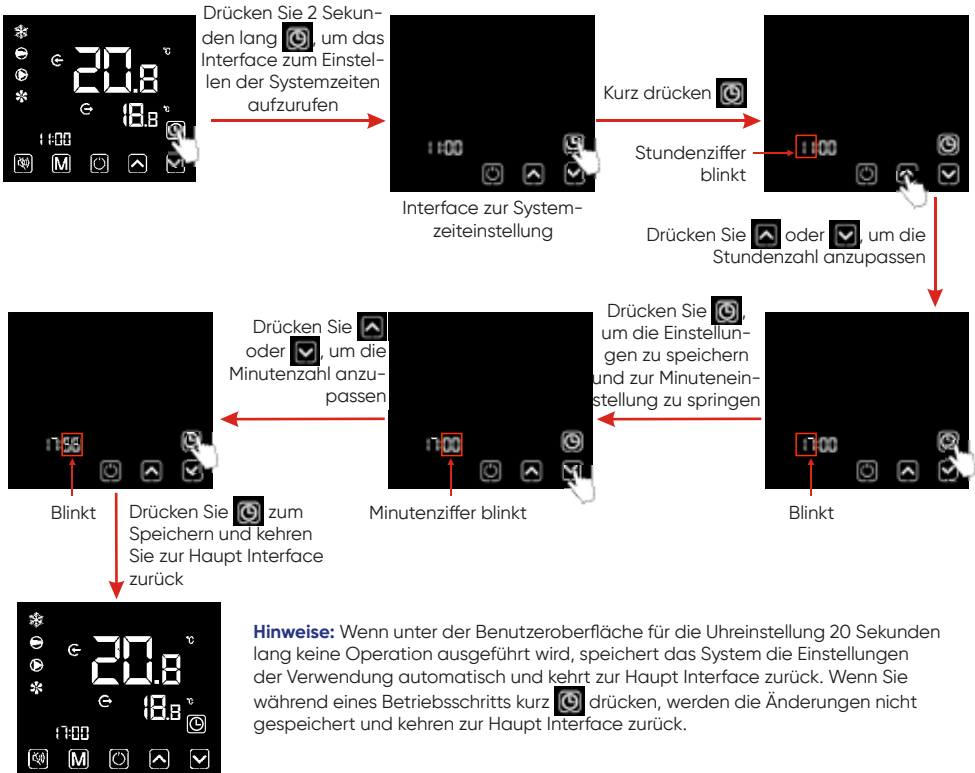 Drücken Sie 2 Sekun-
den lang , um das
Interface zum Einstel-
len der Systemzeiten
aufzurufen
20.8 °C
18.8 °C
11:00
M
11:00
Interface zur System-
zeiteinstellung
Kurz drücken
Stundenziffer
blinkt
11:00
Drücken Sie oder , um die
Stundenzahl anzupassen
17:00
Blinkt
Drücken Sie ,
um die Einstellun-
gen zu speichern
und zur Minutenein-
stellung zu springen
17:00
Minutenziffer blinkt
Drücken Sie
oder , um die
Minutenzahl anzu-
passen
17:56
Blinkt
Drücken Sie zum
Speichern und kehren
Sie zur Haupt Interface
zurück
20.8 °C
18.8 °C
17:00
M
Hinweise: Wenn unter der Benutzeroberfläche für die Uhreinstellung 20 Sekunden
lang keine Operation ausgeführt wird, speichert das System die Einstellungen
der Verwendung automatisch und kehrt zur Haupt Interface zurück. Wenn Sie
während eines Betriebsschritts kurz drücken, werden die Änderungen nicht
gespeichert und kehren zur Haupt Interface zurück.